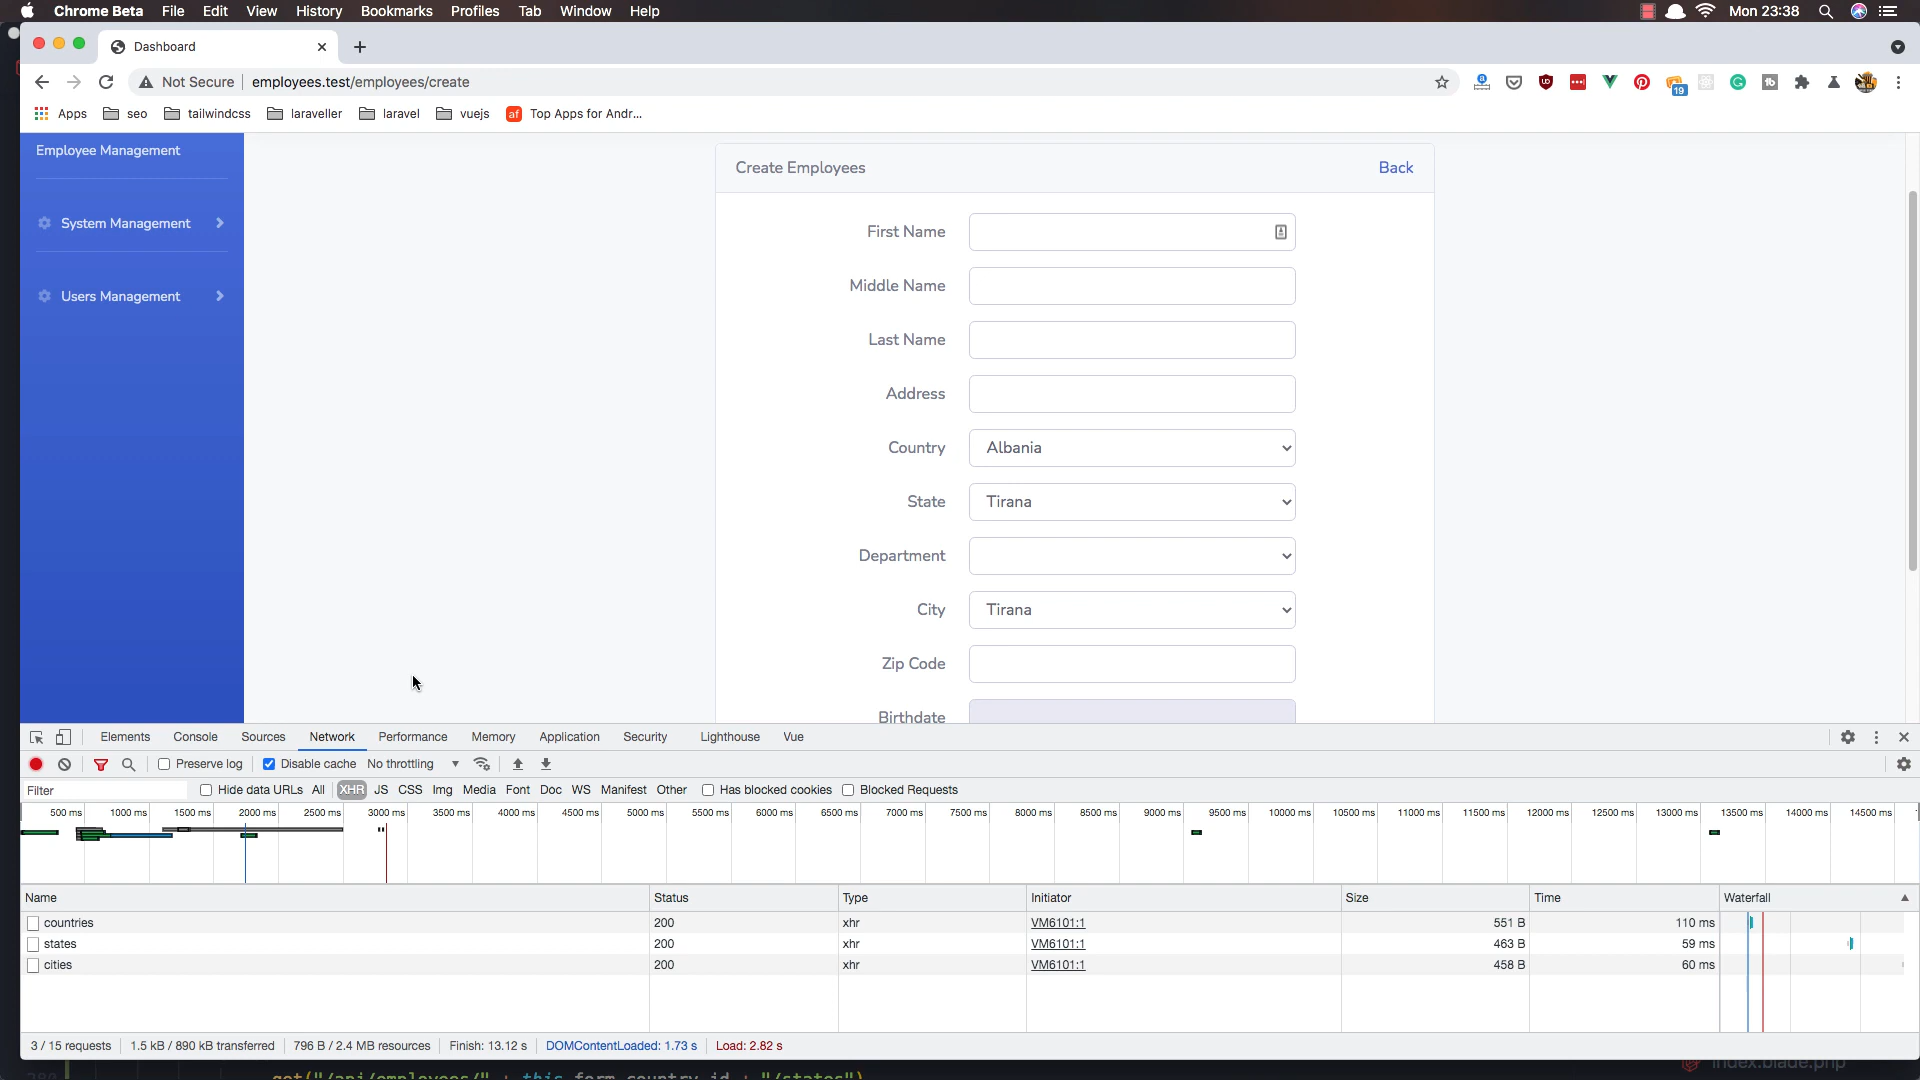 Chrome Beta File Edit View History Bookmarks Profiles Tab Window Help Mon 23:38
Dashboard
Not Secure employees.test/employees/create 19
Apps seo tailwindcss laraveller laravel vuejs Top Apps for Andr...
Employee Management
System Management
Users Management
Create Employees Back
First Name
Middle Name
Last Name
Address
Country Albania
State Tirana
Department
City Tirana
Zip Code
Birthdate
Elements Console Sources Network Performance Memory Application Security Lighthouse Vue
Preserve log Disable cache No throttling
Filter Hide data URLs All XHR JS CSS Img Media Font Doc WS Manifest Other Has blocked cookies Blocked Requests
500 ms 1000 ms 1500 ms 2000 ms 2500 ms 3000 ms 3500 ms 4000 ms 4500 ms 5000 ms 5500 ms 6000 ms 6500 ms 7000 ms 7500 ms 8000 ms 8500 ms 9000 ms 9500 ms 10000 ms 10500 ms 11000 ms 11500 ms 12000 ms 12500 ms 13000 ms 13500 ms 14000 ms 14500 ms
Name Status Type Initiator Size Time Waterfall
countries 200 xhr VM6101:1 551 B 110 ms
states 200 xhr VM6101:1 463 B 59 ms
cities 200 xhr VM6101:1 458 B 60 ms
3 / 15 requests 1.5 kB / 890 kB transferred 796 B / 2.4 MB resources Finish: 13.12 s DOMContentLoaded: 1.73 s Load: 2.82 s
index.blade.php
get("/api/employees/" + this.form.country_id + "/states")